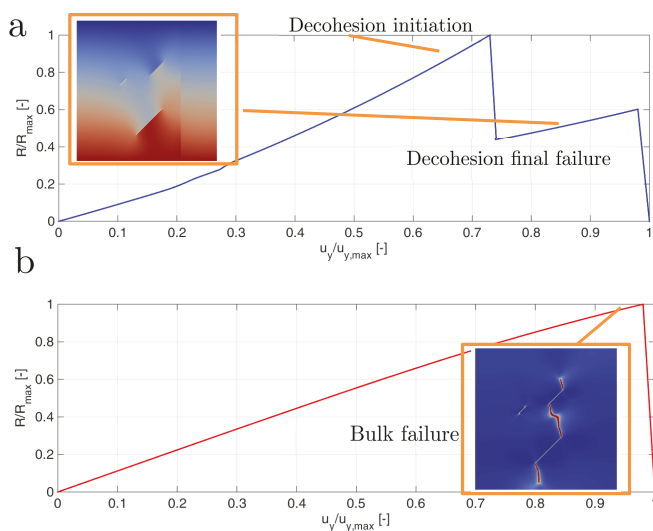 a
Decohesion initiation
R/R_max [-]
1
0.8
0.6
0.4
0.2
0
Decohesion final failure
0 0.1 0.2 0.3 0.4 0.5 0.6 0.7 0.8 0.9 1
u_y/u_y,max [-]
b
R/R_max [-]
1
0.8
0.6
0.4
0.2
0
Bulk failure
0 0.1 0.2 0.3 0.4 0.5 0.6 0.7 0.8 0.9
u_y/u_y,max [-]